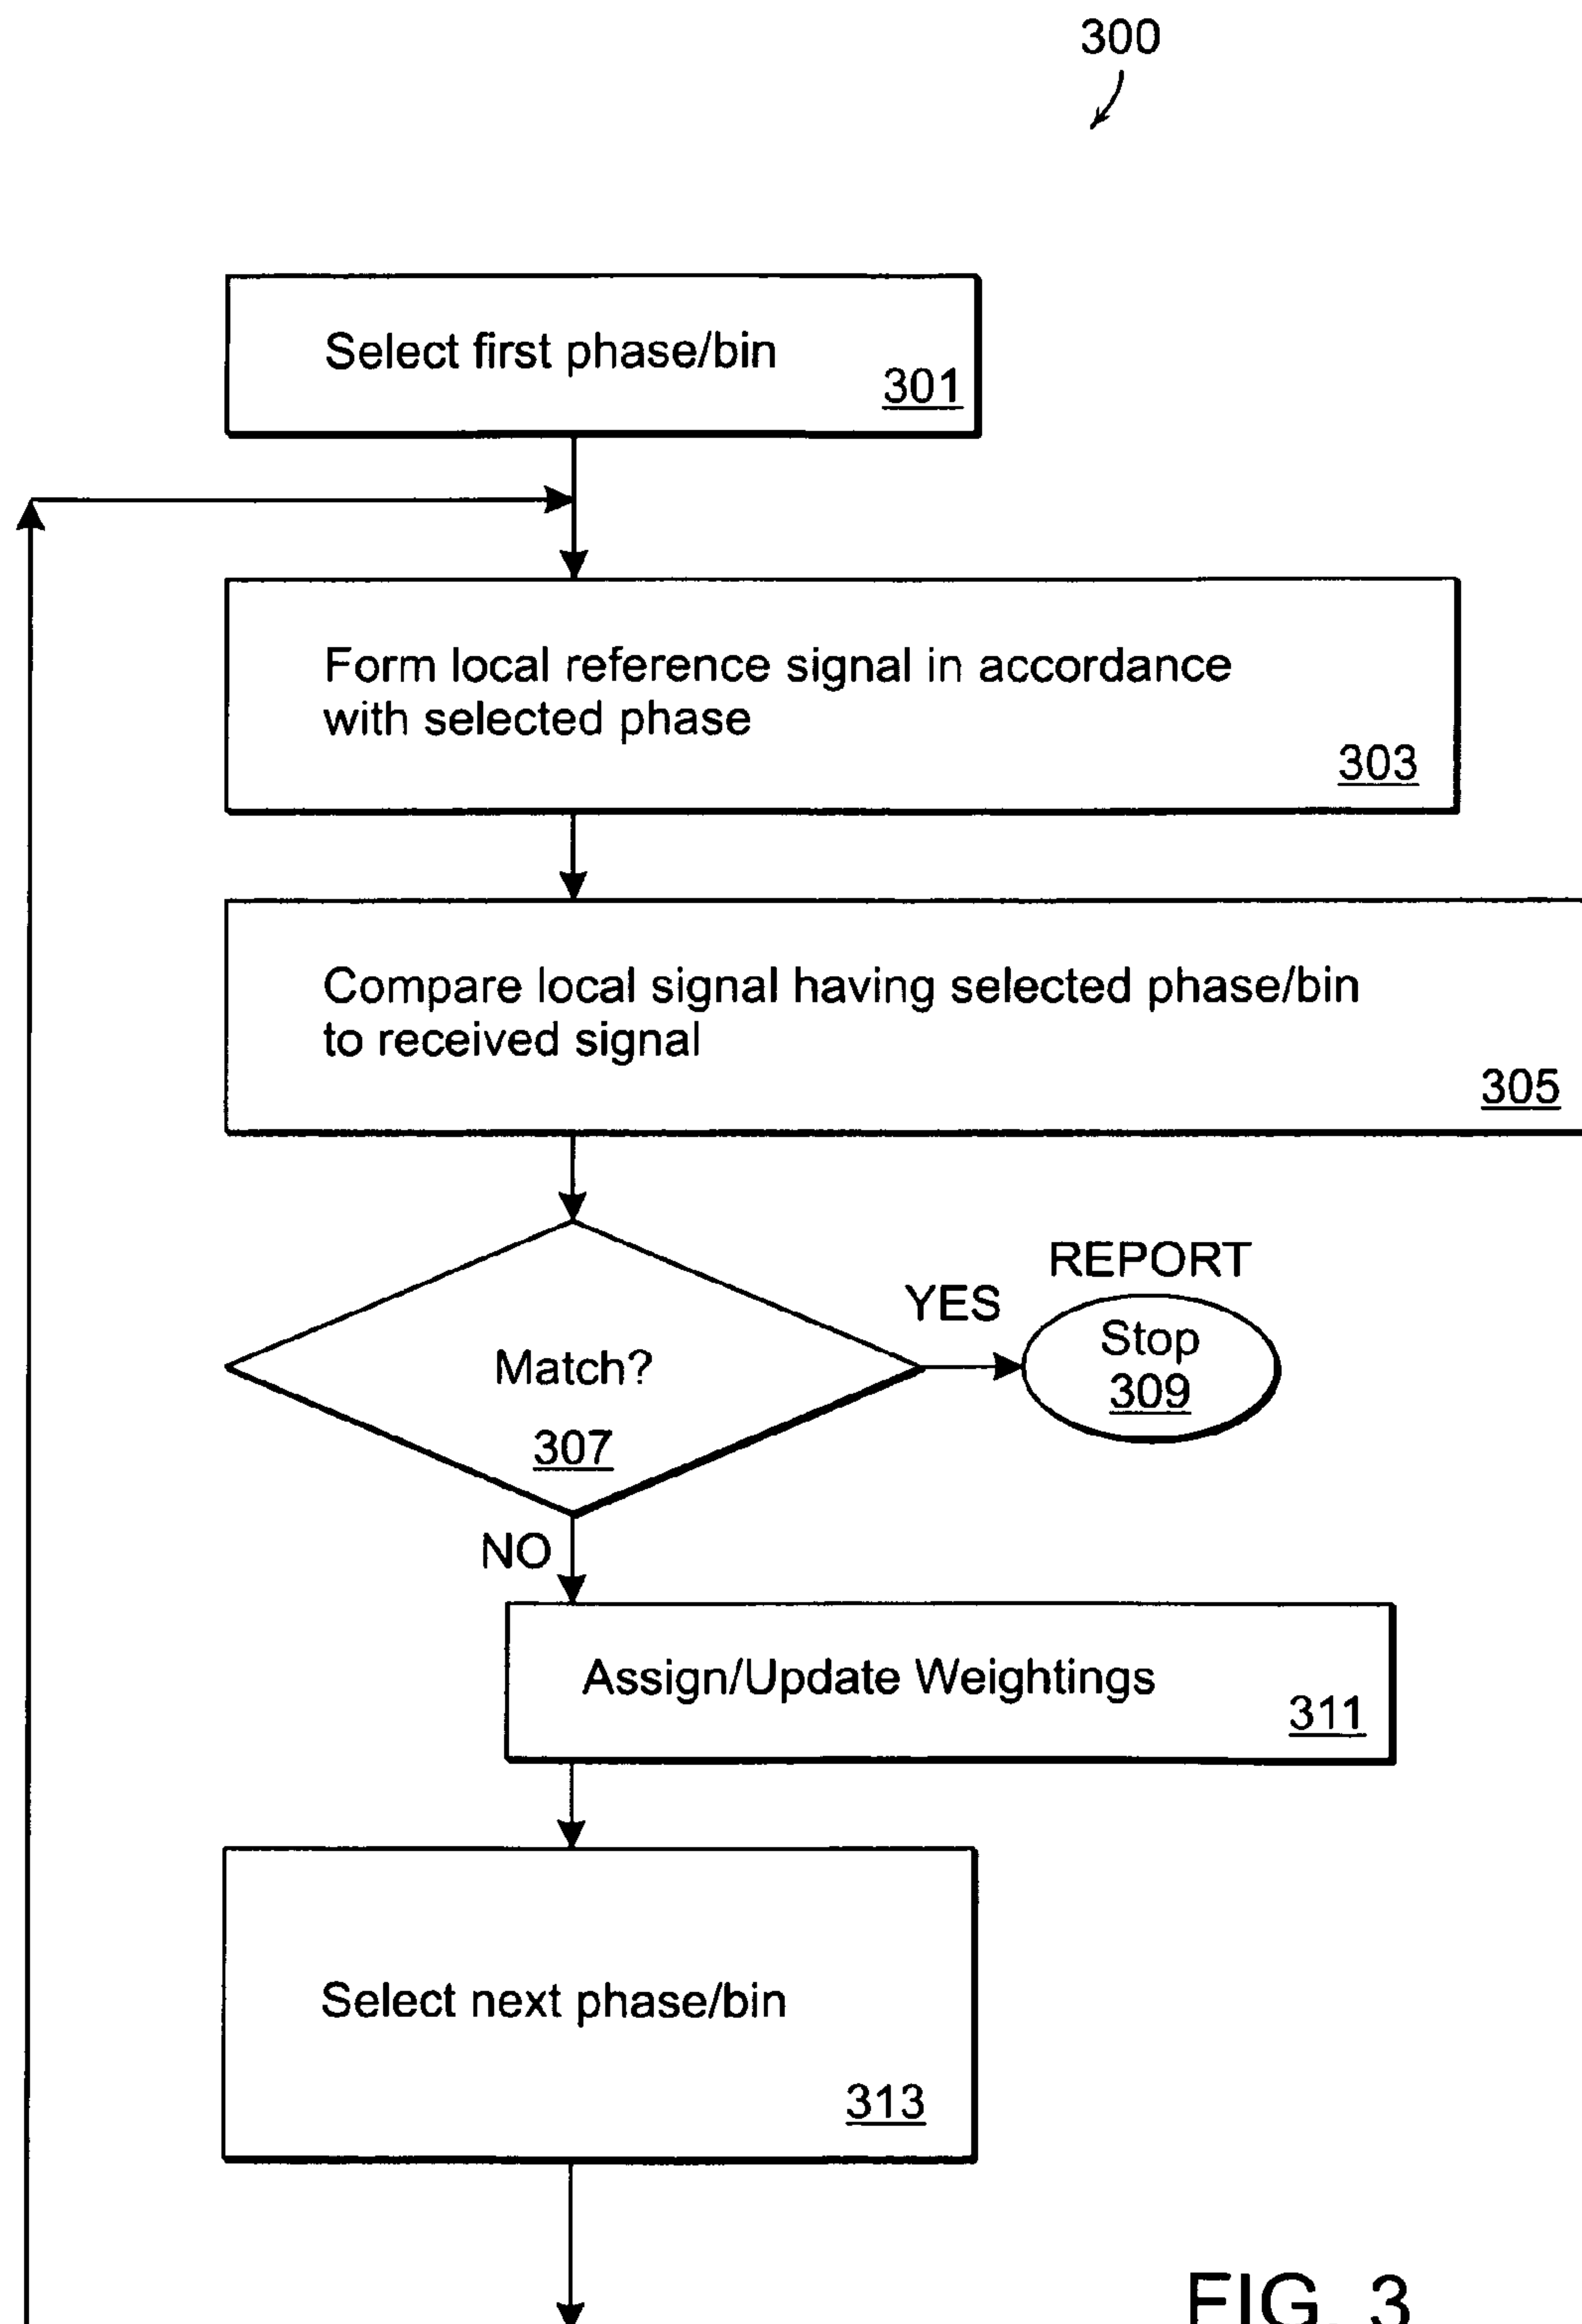 300
Select first phase/bin
301
Form local reference signal in accordance
with selected phase
303
Compare local signal having selected phase/bin
to received signal
305
REPORT
YES
Stop
309
Match?
307
NO
Assign/Update Weightings
311
Select next phase/bin
313
FIG. 3